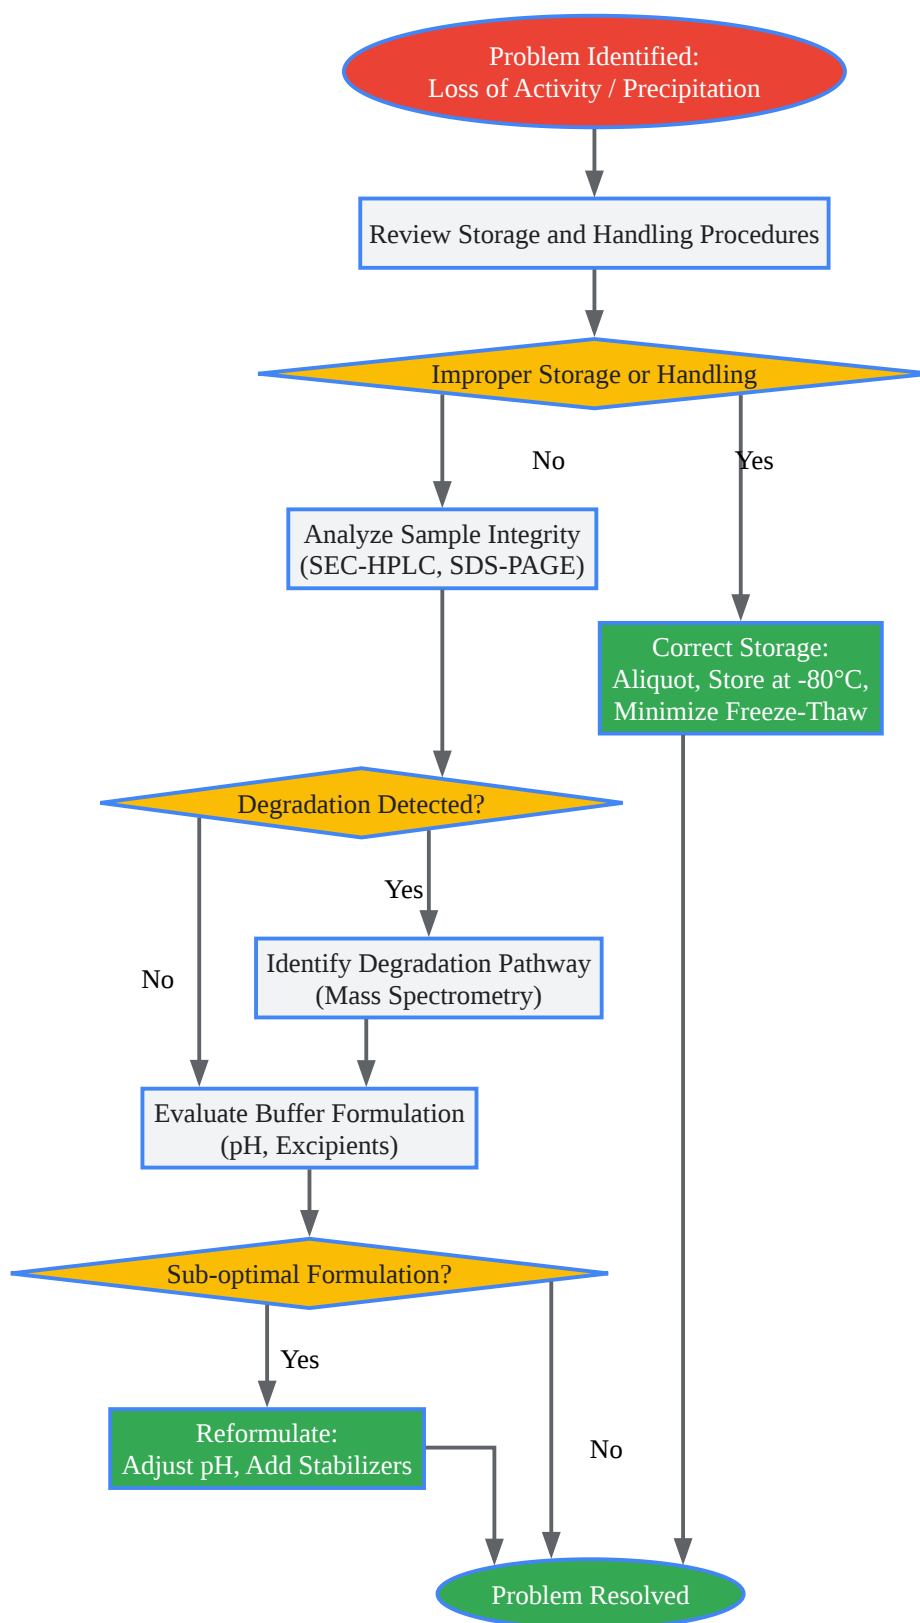 Problem Identified:
Loss of Activity / Precipitation
Review Storage and Handling Procedures
Improper Storage or Handling
No
Yes
Analyze Sample Integrity
(SEC-HPLC, SDS-PAGE)
Correct Storage:
Aliquot, Store at -80°C,
Minimize Freeze-Thaw
Degradation Detected?
Yes
No
Identify Degradation Pathway
(Mass Spectrometry)
Evaluate Buffer Formulation
(pH, Excipients)
Sub-optimal Formulation?
Yes
No
Reformulate:
Adjust pH, Add Stabilizers
Problem Resolved